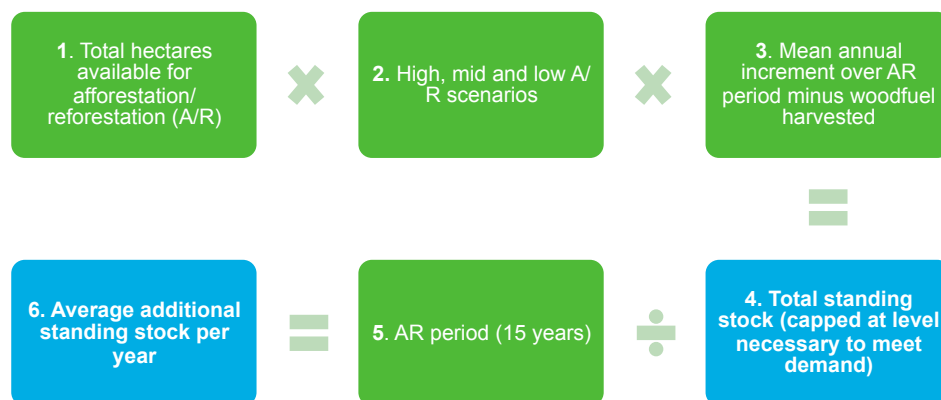 1. Total hectares
available for
afforestation/
reforestation (A/R)
2. High, mid and low A/
R scenarios
3. Mean annual
increment over AR
period minus woodfuel
harvested
4. Total standing
stock (capped at level
necessary to meet
demand)
5. AR period (15 years)
6. Average additional
standing stock per
year